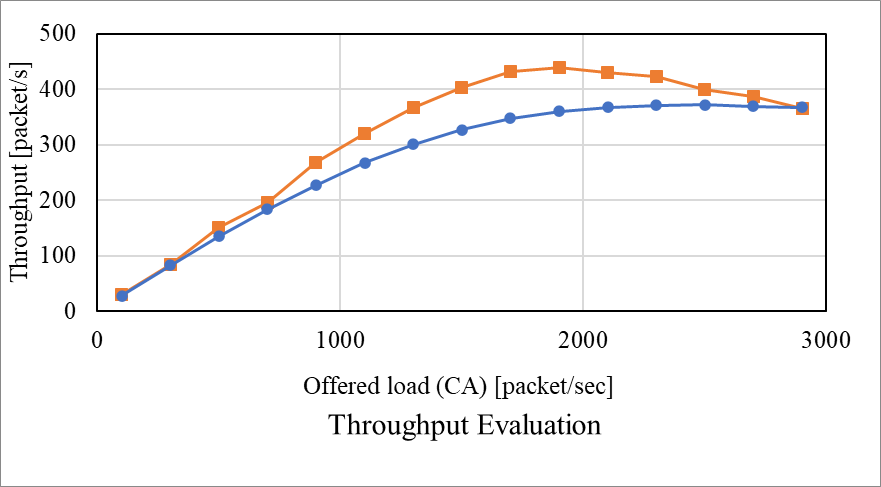 500
400
300
200
100
0
Throughput [packet/s]
0 1000 2000 3000
Offered load (CA) [packet/sec]
Throughput Evaluation